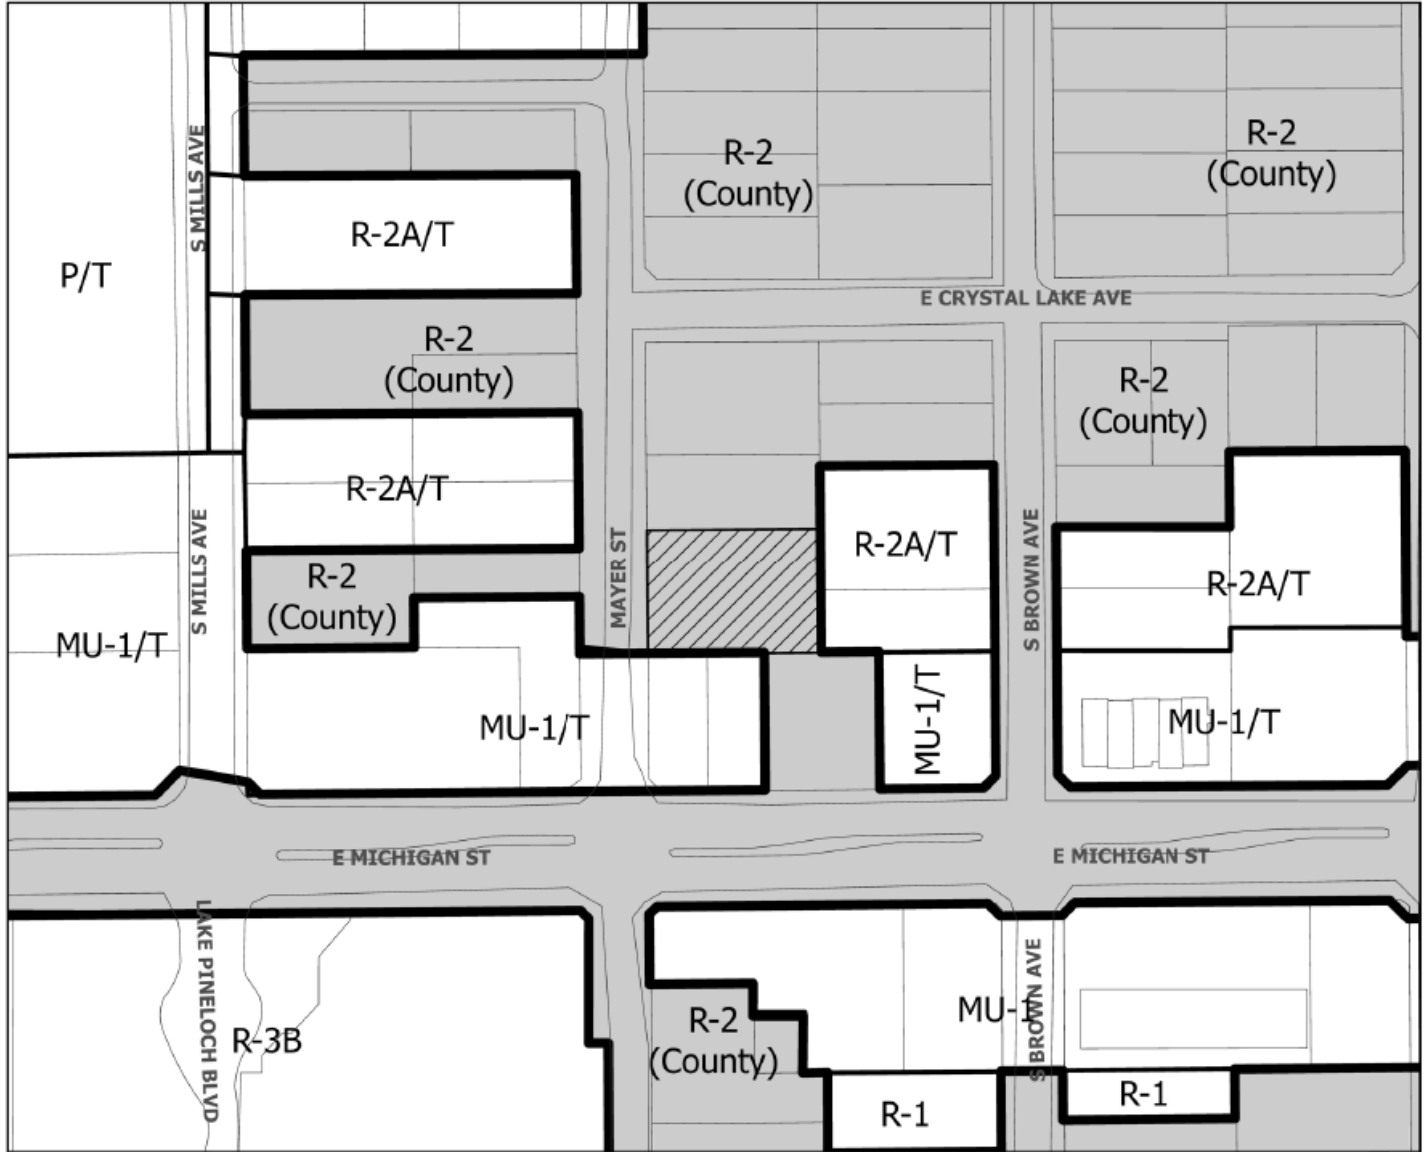 S MILLS AVE
R-2
(County)
R-2
(County)
R-2A/T
P/T
E CRYSTAL LAKE AVE
R-2
(County)
R-2
(County)
R-2A/T
S MILLS AVE
MAYER ST
R-2A/T
S BROWN AVE
R-2A/T
R-2
(County)
MU-1/T
MU-1/T
MU-1/T
MU-1/T
E MICHIGAN ST
E MICHIGAN ST
LAKE PINELOCH BLVD
R-3B
R-2
(County)
MU-1
S BROWN AVE
R-1
R-1